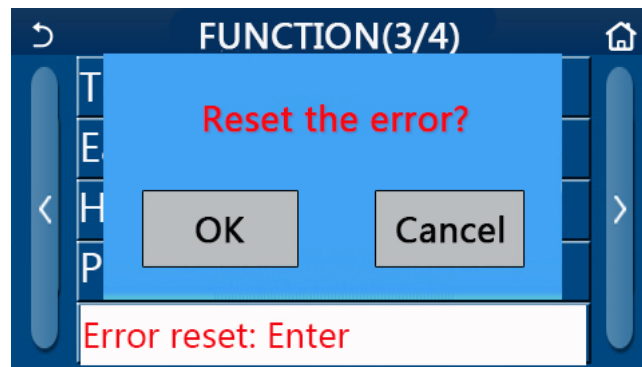 FUNCTION(3/4)
T
E
Reset the error?
H
OK
Cancel
P
Error reset: Enter